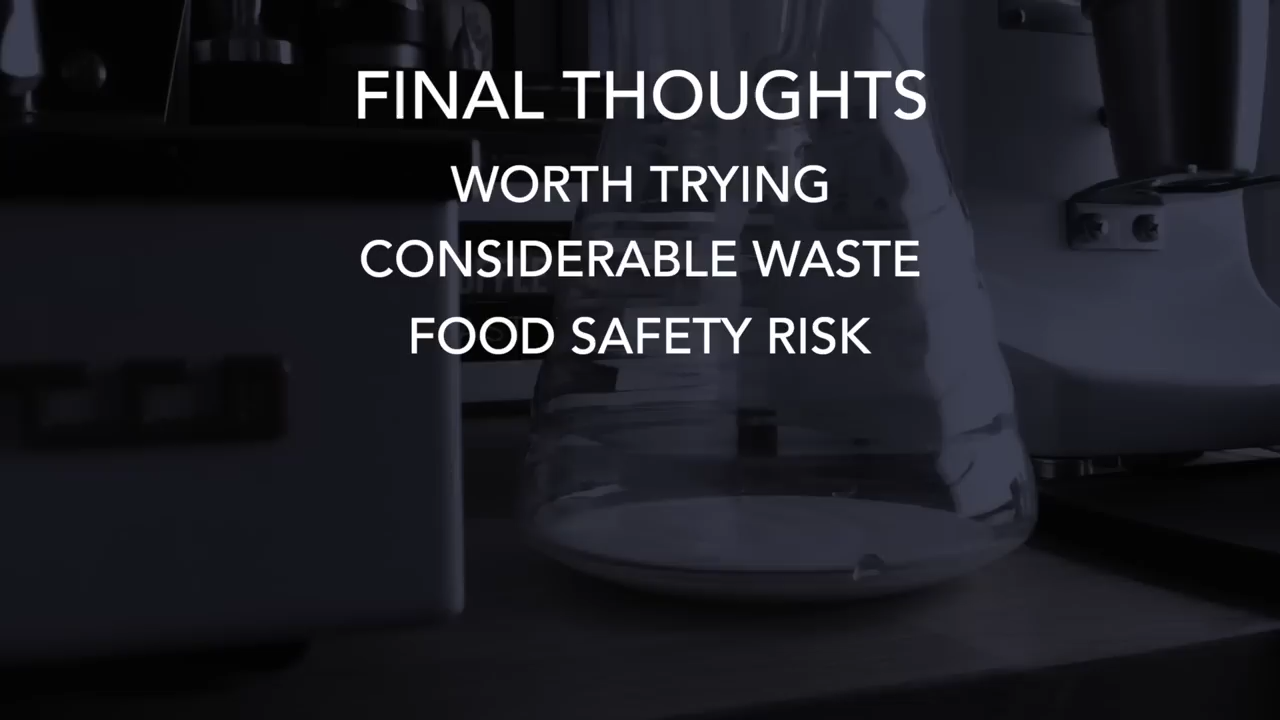 FINAL THOUGHTS
WORTH TRYING
CONSIDERABLE WASTE
FOOD SAFETY RISK